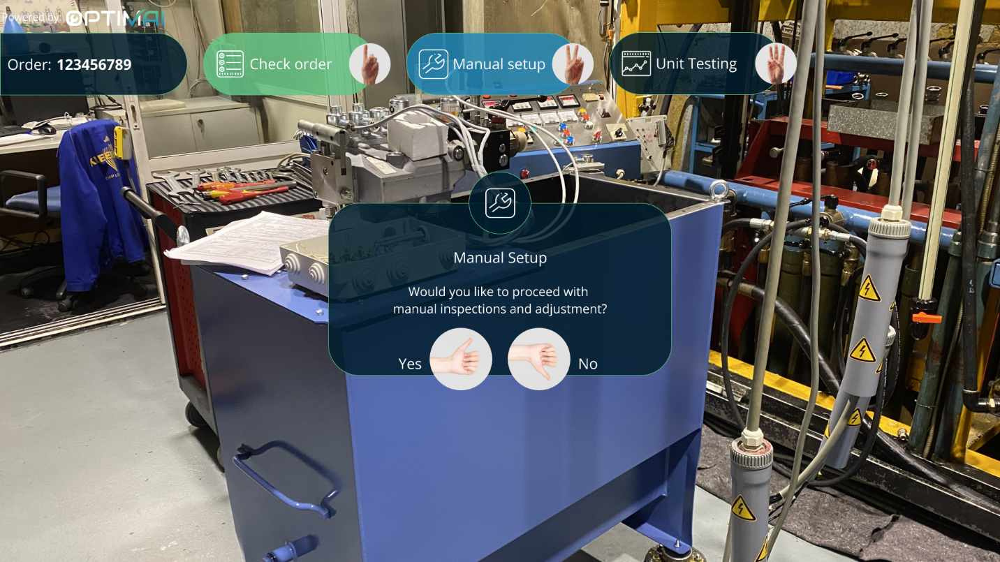 Powered by: OPTIMAI
Order: 123456789
Check order
Manual setup
Unit Testing
Manual Setup
Would you like to proceed with
manual inspections and adjustment?
Yes
No